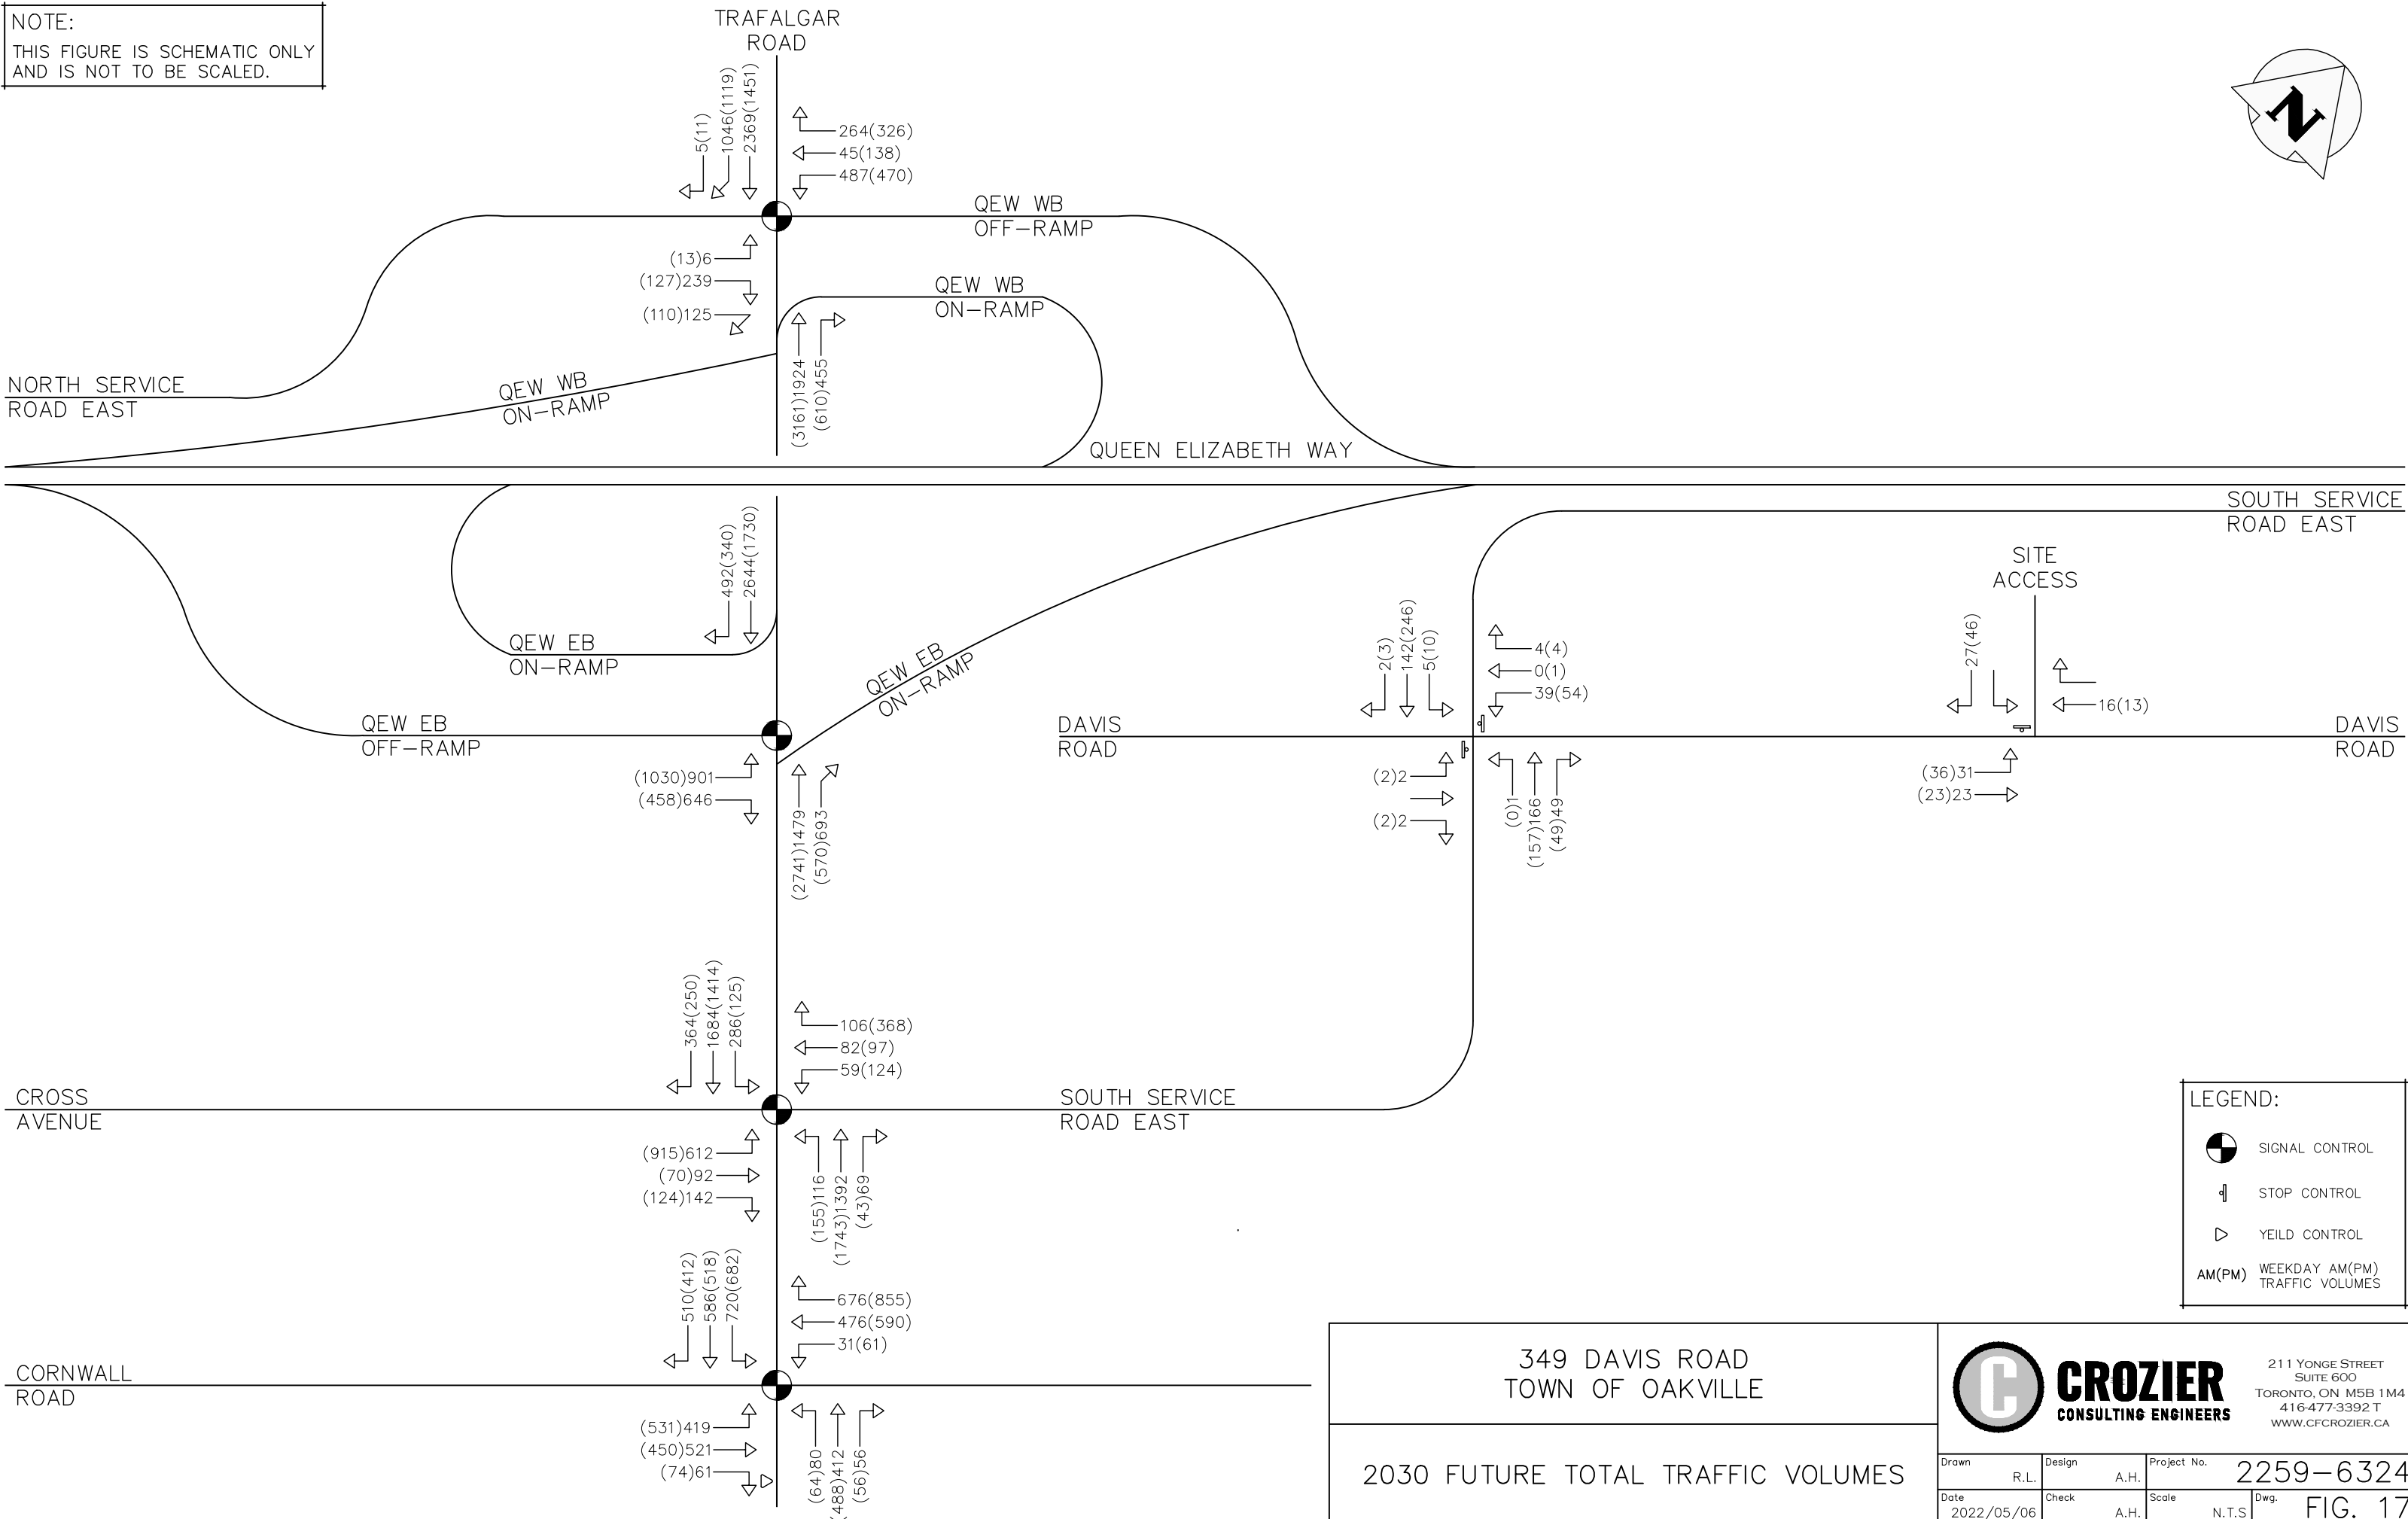 NOTE:
THIS FIGURE IS SCHEMATIC ONLY
AND IS NOT TO BE SCALED.
TRAFALGAR
ROAD
N
5(11)
1046(1119)
2369(1451)
264(326)
45(138)
487(470)
QEW WB
OFF-RAMP
(13)6
(127)239
(110)125
QEW WB
ON-RAMP
(3161)1924
(610)455
NORTH SERVICE
ROAD EAST
QEW WB
ON-RAMP
QUEEN ELIZABETH WAY
SOUTH SERVICE
ROAD EAST
492(340)
2644(1730)
QEW EB
ON-RAMP
QEW EB
ON-RAMP
QEW EB
OFF-RAMP
(1030)901
(458)646
(2741)1479
(570)693
SITE
ACCESS
2(3)
142(246)
5(10)
4(4)
0(1)
39(54)
27(46)
16(13)
DAVIS
ROAD
DAVIS
ROAD
(2)2
(2)2
(0)1
(157)166
(49)49
(36)31
(23)23
364(250)
1684(1414)
286(125)
106(368)
82(97)
59(124)
CROSS
AVENUE
SOUTH SERVICE
ROAD EAST
(915)612
(70)92
(124)142
(155)116
(1743)1392
(43)69
510(412)
586(518)
720(682)
676(855)
476(590)
31(61)
CORNWALL
ROAD
(531)419
(450)521
(74)61
(64)80
(488)412
(56)56
LEGEND:
SIGNAL CONTROL
STOP CONTROL
YEILD CONTROL
AM(PM) WEEKDAY AM(PM)
TRAFFIC VOLUMES
349 DAVIS ROAD
TOWN OF OAKVILLE
2030 FUTURE TOTAL TRAFFIC VOLUMES
C
CROZIER
CONSULTING ENGINEERS
211 YONGE STREET
SUITE 600
TORONTO, ON M5B 1M4
416-477-3392 T
WWW.CFCROZIER.CA
Drawn R.L. Design A.H. Project No. 2259-6324
Date 2022/05/06 Check A.H. Scale N.T.S Dwg. FIG. 17